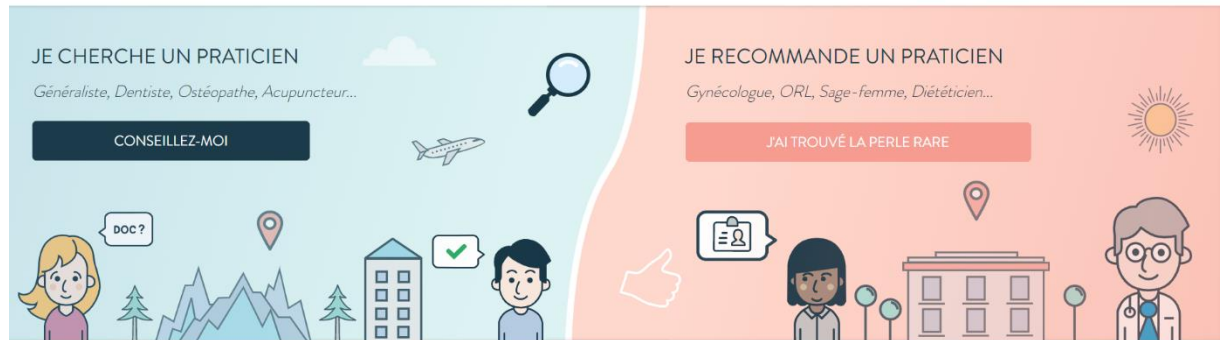 JE CHERCHE UN PRATICIEN
Généraliste, Dentiste, Ostéopathe, Acupuncteur...
CONSEILLEZ-MOI
DOC ?
JE RECOMMANDE UN PRATICIEN
Gynécologue, ORL, Sage-femme, Diététicien...
J'AI TROUVÉ LA PERLE RARE